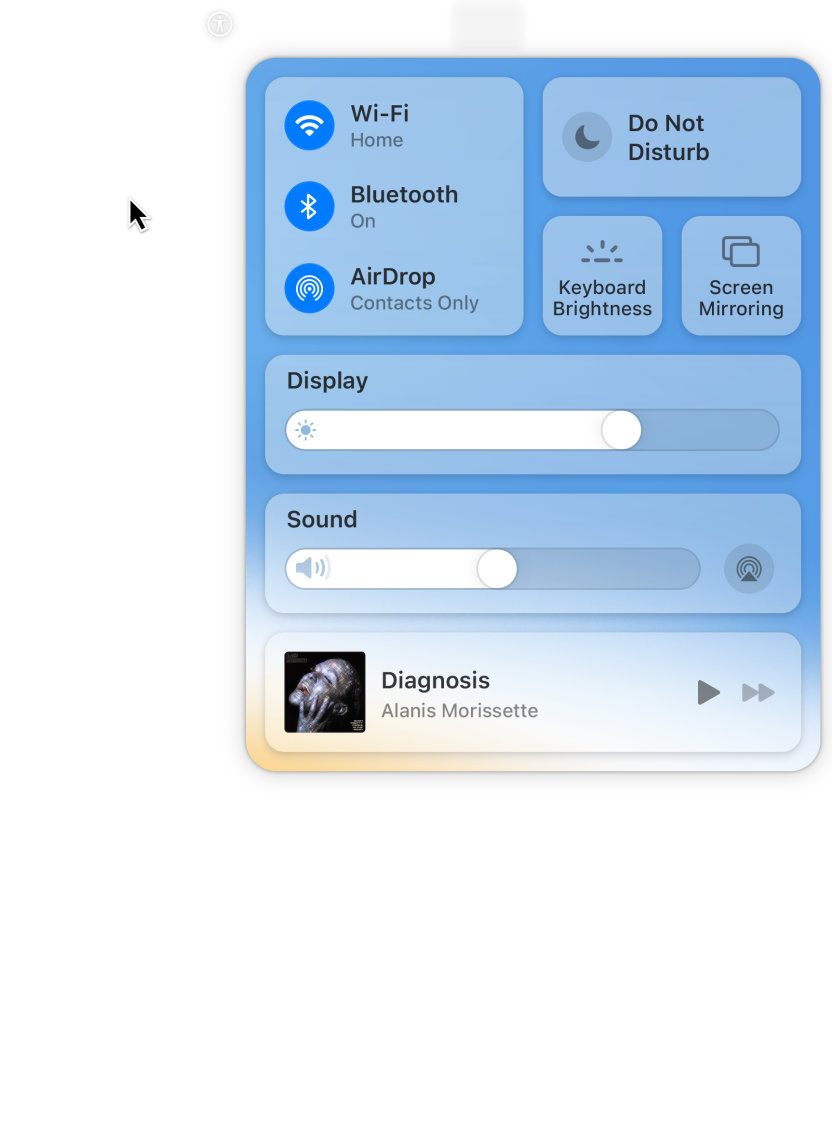 Wi-Fi
Home
Bluetooth
On
AirDrop
Contacts Only
Do Not
Disturb
Keyboard
Brightness
Screen
Mirroring
Display
Sound
Diagnosis
Alanis Morissette